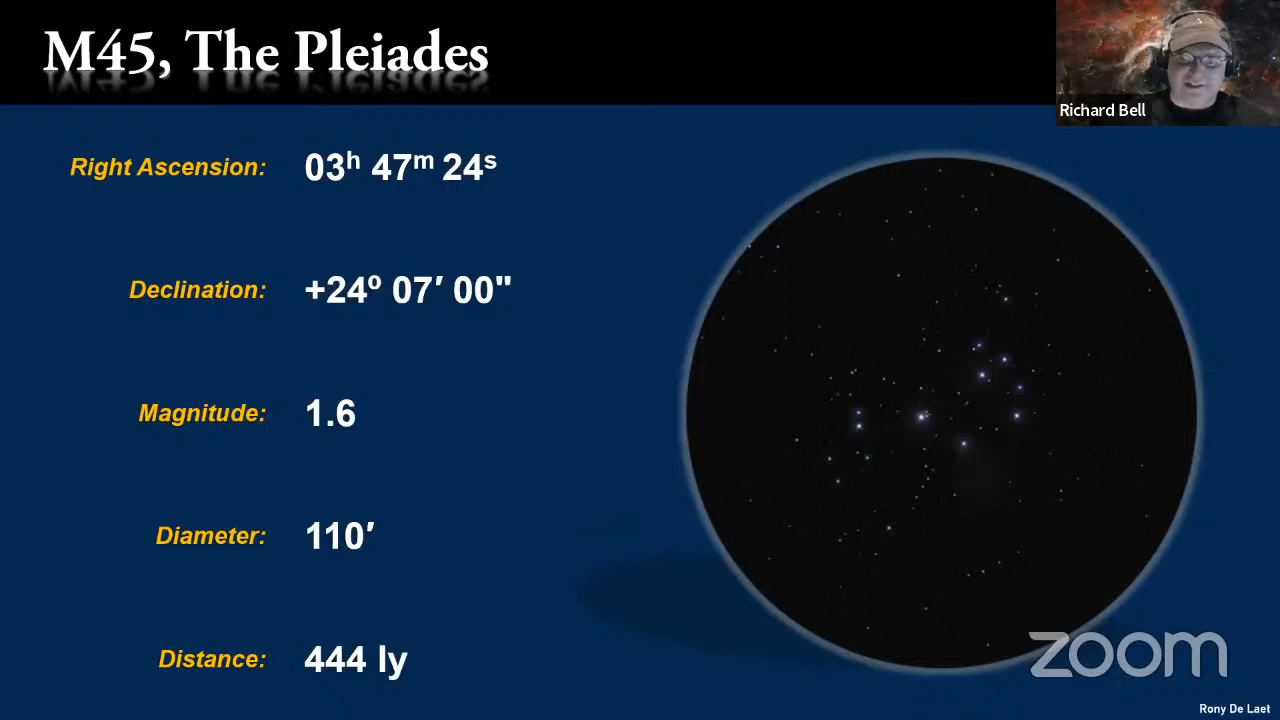 M45, The Pleiades
Richard Bell
Right Ascension: 03ʰ 47ᵐ 24ˢ
Declination: +24º 07′ 00"
Magnitude: 1.6
Diameter: 110′
Distance: 444 ly
zoom
Rony De Laet